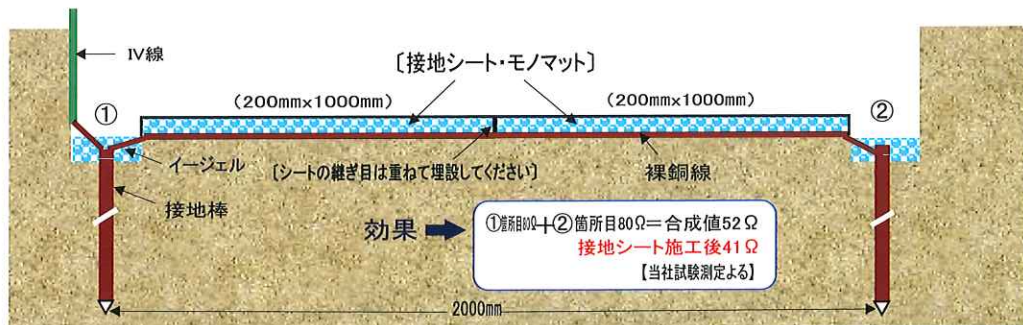 IV線
〔接地シート・モノマット〕
① (200mm×1000mm) (200mm×1000mm) ②
イージェル
〔シートの継ぎ目は重ねて埋設してください〕
裸銅線
接地棒
効果
①箇所目80Ω+②箇所目80Ω=合成値52Ω
接地シート施工後41Ω
【当社試験測定よる】
2000mm